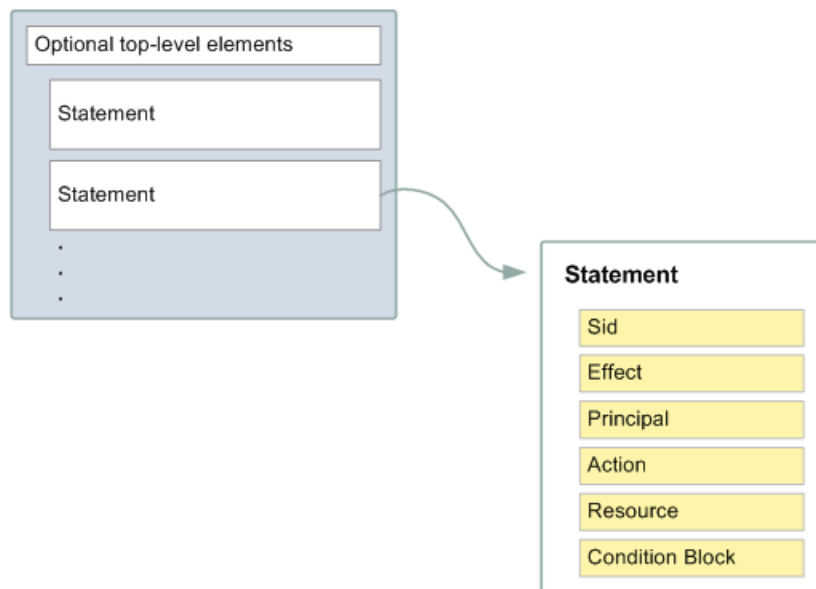 Optional top-level elements
Statement
Statement
.
.
.
Statement
Sid
Effect
Principal
Action
Resource
Condition Block